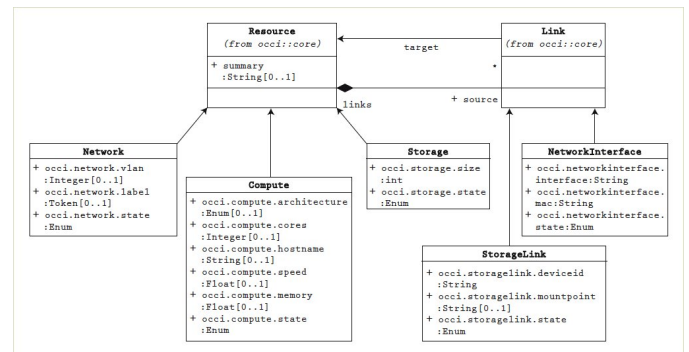 Resource
(from occi::core)
+ summary
:String[0..1]
Link
(from occi::core)
target
*
links
+ source
Network
+ occi.network.vlan
:Integer[0..1]
+ occi.network.label
:Token[0..1]
+ occi.network.state
:Enum
Compute
+ occi.compute.architecture
:Enum[0..1]
+ occi.compute.cores
:Integer[0..1]
+ occi.compute.hostname
:String[0..1]
+ occi.compute.speed
:Float[0..1]
+ occi.compute.memory
:Float[0..1]
+ occi.compute.state
:Enum
Storage
+ occi.storage.size
:int
+ occi.storage.state
:Enum
NetworkInterface
+ occi.networkinterface.
interface:String
+ occi.networkinterface.
mac:String
+ occi.networkinterface.
state:Enum
StorageLink
+ occi.storagelink.deviceid
:String
+ occi.storagelink.mountpoint
:String[0..1]
+ occi.storagelink.state
:Enum